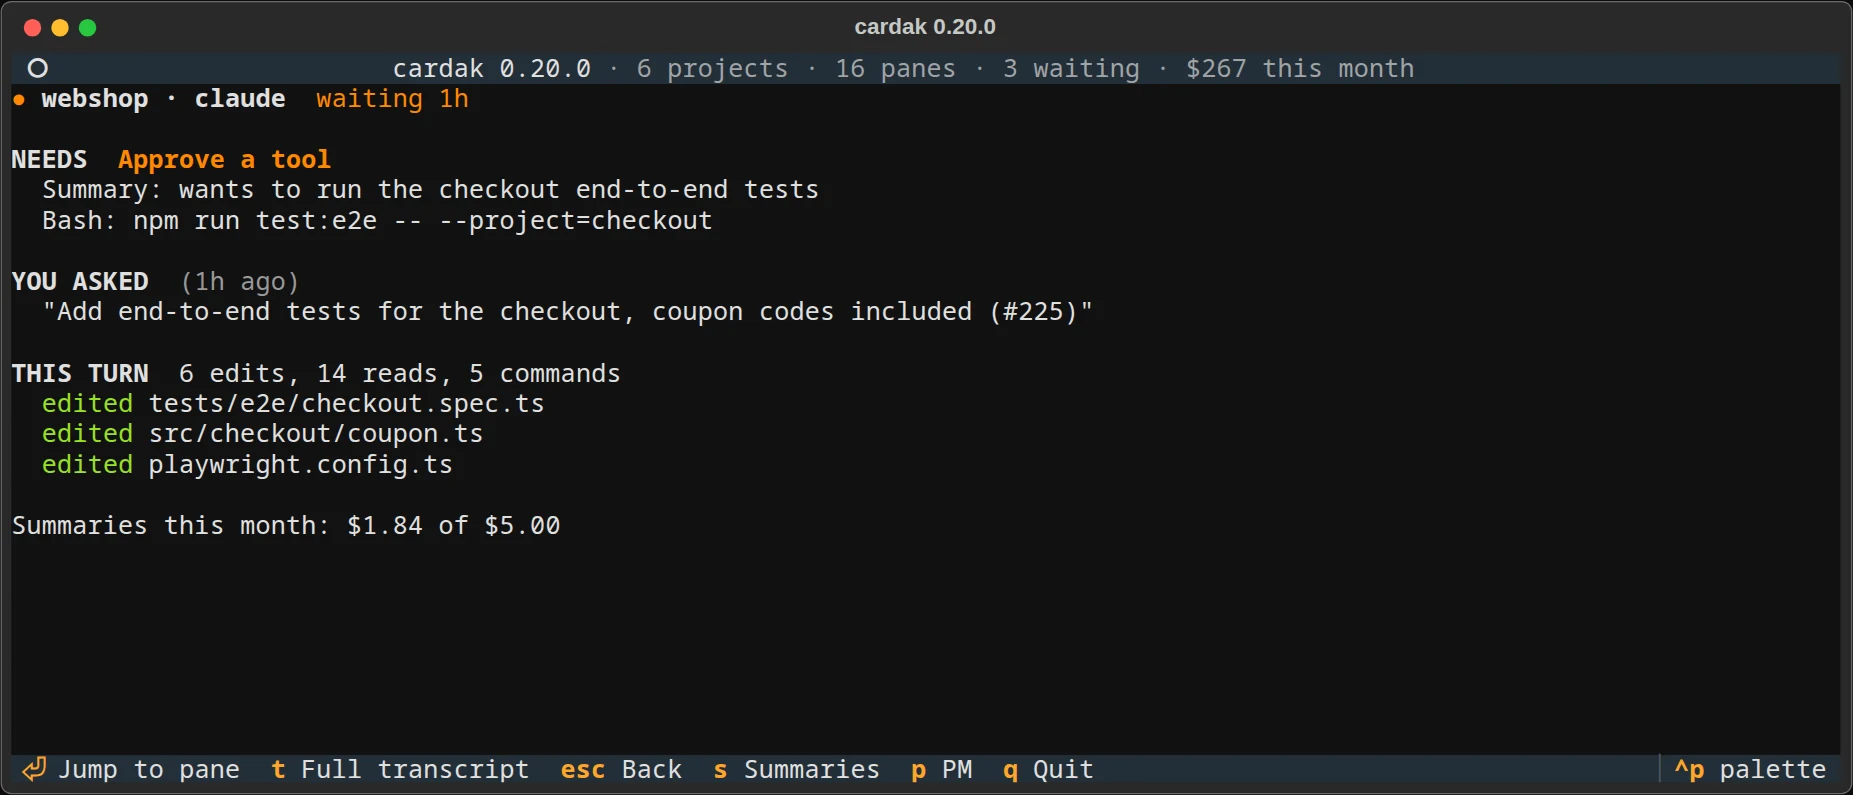 cardak 0.20.0
cardak 0.20.0 · 6 projects · 16 panes · 3 waiting · $267 this month
● webshop · claude  waiting 1h
NEEDS  Approve a tool
Summary: wants to run the checkout end-to-end tests
Bash: npm run test:e2e -- --project=checkout
YOU ASKED  (1h ago)
"Add end-to-end tests for the checkout, coupon codes included (#225)"
THIS TURN  6 edits, 14 reads, 5 commands
edited tests/e2e/checkout.spec.ts
edited src/checkout/coupon.ts
edited playwright.config.ts
Summaries this month: $1.84 of $5.00
⏎ Jump to pane  t Full transcript  esc Back  s Summaries  p PM  q Quit  ^p palette